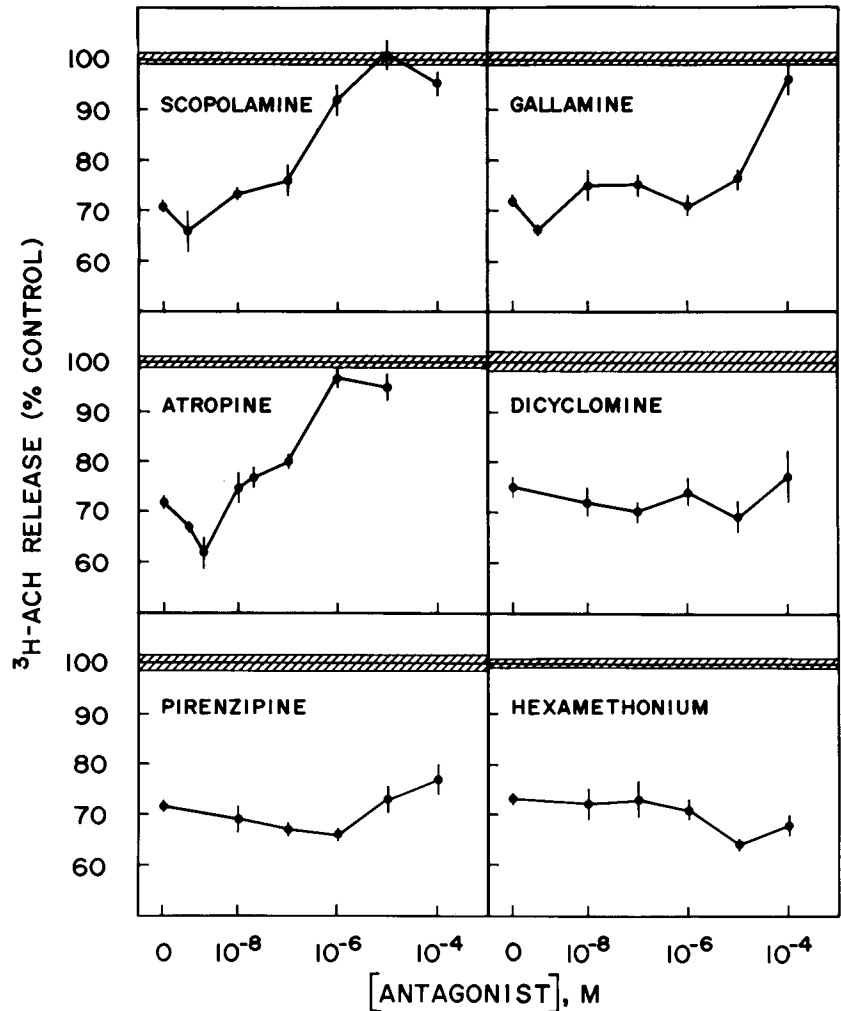 100
90
80
70
60
SCOPOLAMINE
GALLAMINE
100
90
80
70
60
ATROPINE
DICYCLOMINE
100
90
80
70
60
PIRENZIPINE
HEXAMETHONIUM
³H-ACH RELEASE (% CONTROL)
0 10⁻⁸ 10⁻⁶ 10⁻⁴ 0 10⁻⁸ 10⁻⁶ 10⁻⁴
[ANTAGONIST], M